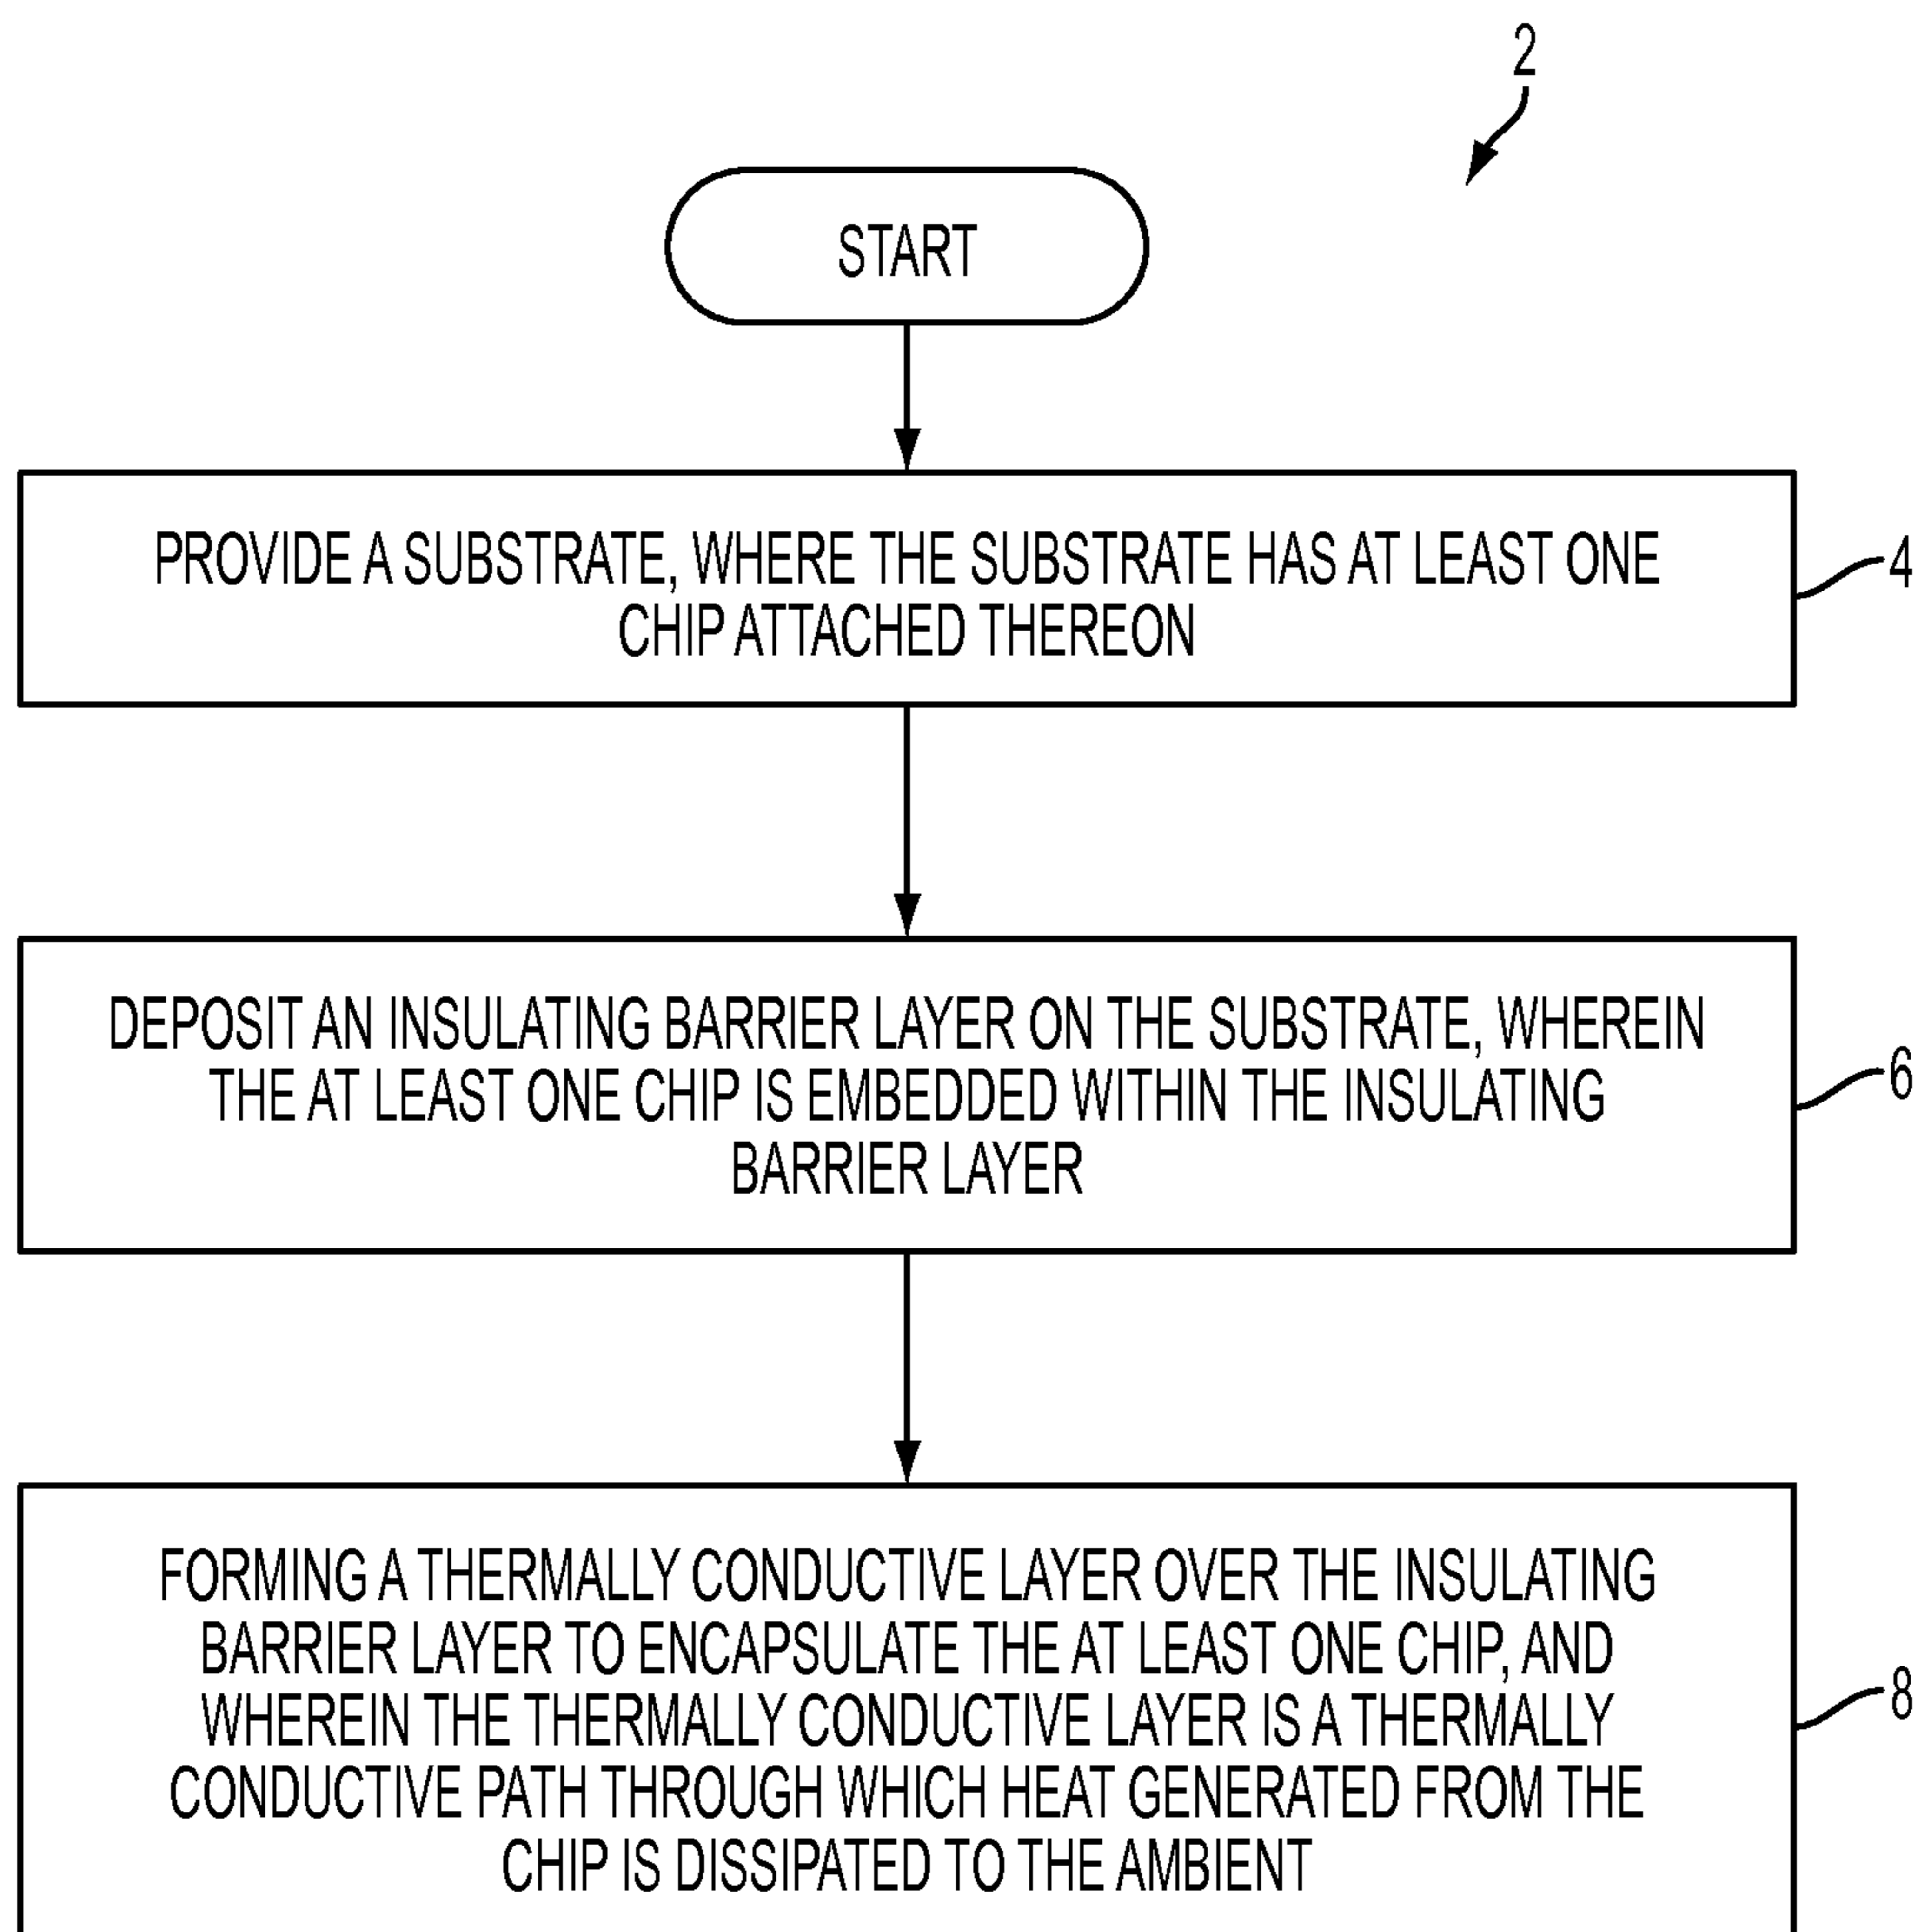 2
START
PROVIDE A SUBSTRATE, WHERE THE SUBSTRATE HAS AT LEAST ONE
CHIP ATTACHED THEREON
4
DEPOSIT AN INSULATING BARRIER LAYER ON THE SUBSTRATE, WHEREIN
THE AT LEAST ONE CHIP IS EMBEDDED WITHIN THE INSULATING
BARRIER LAYER
6
FORMING A THERMALLY CONDUCTIVE LAYER OVER THE INSULATING
BARRIER LAYER TO ENCAPSULATE THE AT LEAST ONE CHIP, AND
WHEREIN THE THERMALLY CONDUCTIVE LAYER IS A THERMALLY
CONDUCTIVE PATH THROUGH WHICH HEAT GENERATED FROM THE
CHIP IS DISSIPATED TO THE AMBIENT
8